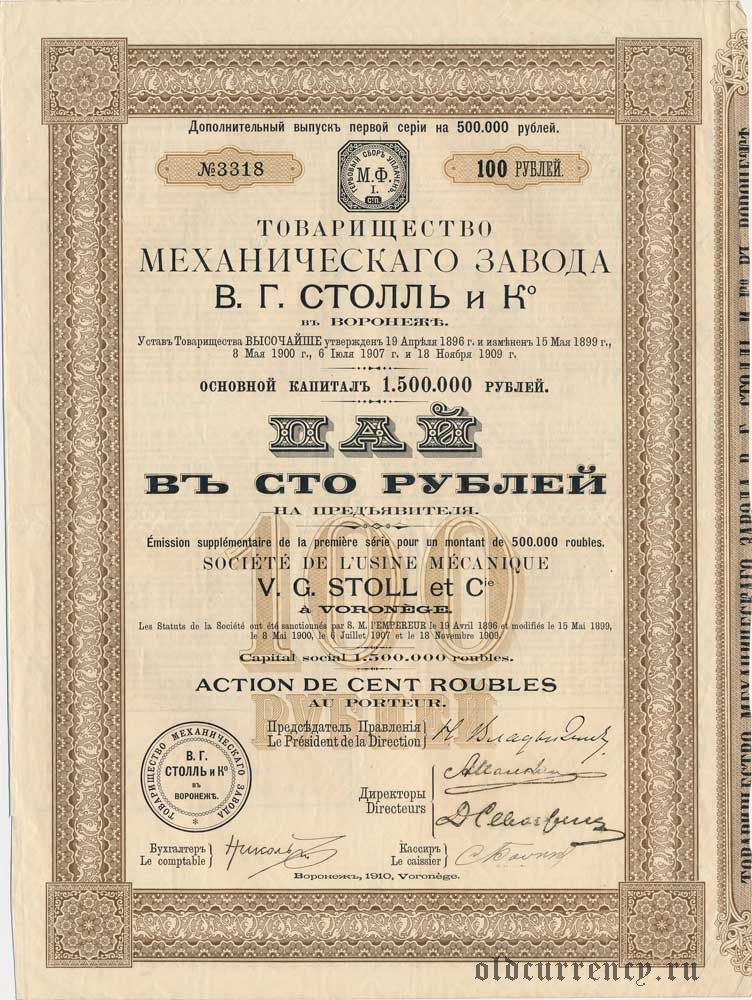 Дополнительный выпускъ первой серіи на 500.000 рублей.
№3318
ГЕРБОВЫЙ СБОРЪ УПЛАЧЕНЪ
М.Ф.
I.
СТП.
100 РУБЛЕЙ.
ТОВАРИЩЕСТВО
МЕХАНИЧЕСКАГО ЗАВОДА
В. Г. СТОЛЛЬ и Ко
въ ВОРОНЕЖѢ.
Уставъ Товарищества ВЫСОЧАЙШЕ утвержденъ 19 Апрѣля 1896 г. и измѣненъ 15 Мая 1899 г.,
8 Мая 1900 г., 6 Іюля 1907 г. и 18 Ноября 1909 г.
ОСНОВНОЙ КАПИТАЛЪ 1.500.000 РУБЛЕЙ.
ПАЙ
ВЪ СТО РУБЛЕЙ
НА ПРЕДЪЯВИТЕЛЯ.
100
РУБЛЕЙ
Émission supplémentaire de la première série pour un montant de 500.000 roubles.
SOCIÉTÉ DE L'USINE MÉCANIQUE
V. G. STOLL et Cie
À VORONÈGE.
Les Statuts de la Société ont été sanctionnés par S. M. l'EMPEREUR le 19 Avril 1896 et modifiés le 15 Mai 1899,
le 8 Mai 1900, le 6 Juillet 1907 et le 18 Novembre 1909.
Capital social 1.500.000 roubles.
ACTION DE CENT ROUBLES
AU PORTEUR.
Предсѣдатель Правленія
Le Président de la Direction
ТОВАРИЩЕСТВО МЕХАНИЧЕСКАГО ЗАВОДА
В. Г.
СТОЛЛЬ и Ко
въ
ВОРОНЕЖѢ.
Директоры
Directeurs
Бухгалтеръ
Le comptable
Кассиръ
Le caissier
Воронежъ, 1910, Voronège.
oldcurrency.ru